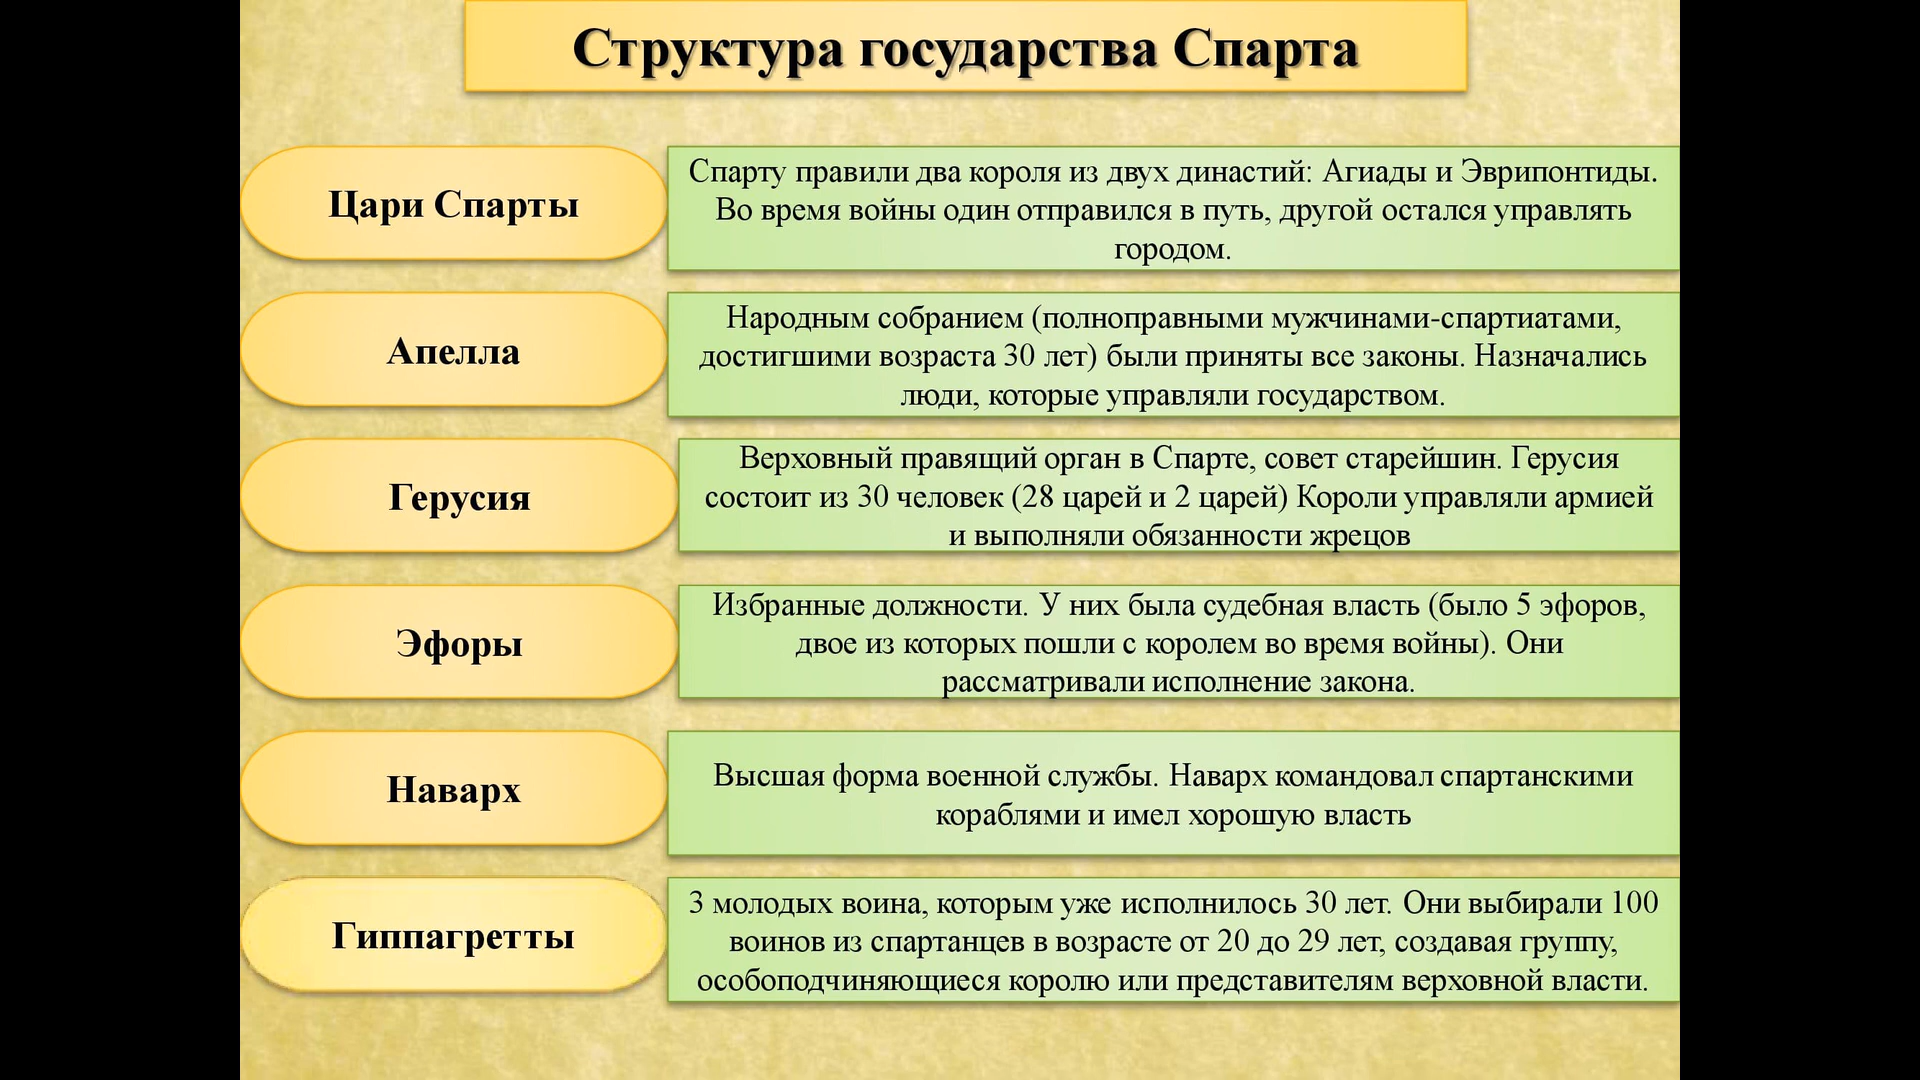 Структура государства Спарта
Цари Спарты
Спарту правили два короля из двух династий: Агиады и Эврипонтиды.
Во время войны один отправился в путь, другой остался управлять
городом.
Апелла
Народным собранием (полноправными мужчинами-спартиатами,
достигшими возраста 30 лет) были приняты все законы. Назначались
люди, которые управляли государством.
Герусия
Верховный правящий орган в Спарте, совет старейшин. Герусия
состоит из 30 человек (28 царей и 2 царей) Короли управляли армией
и выполняли обязанности жрецов
Эфоры
Избранные должности. У них была судебная власть (было 5 эфоров,
двое из которых пошли с королем во время войны). Они
рассматривали исполнение закона.
Наварх
Высшая форма военной службы. Наварх командовал спартанскими
кораблями и имел хорошую власть
Гиппагретты
3 молодых воина, которым уже исполнилось 30 лет. Они выбирали 100
воинов из спартанцев в возрасте от 20 до 29 лет, создавая группу,
особоподчиняющиеся королю или представителям верховной власти.